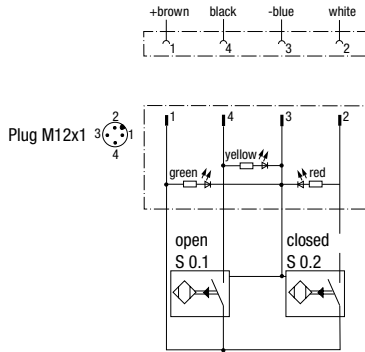 +brown black -blue white
1 4 3 2
Plug M12x1
2
3 1
4
1 4 3 2
yellow
green red
open closed
S 0.1 S 0.2